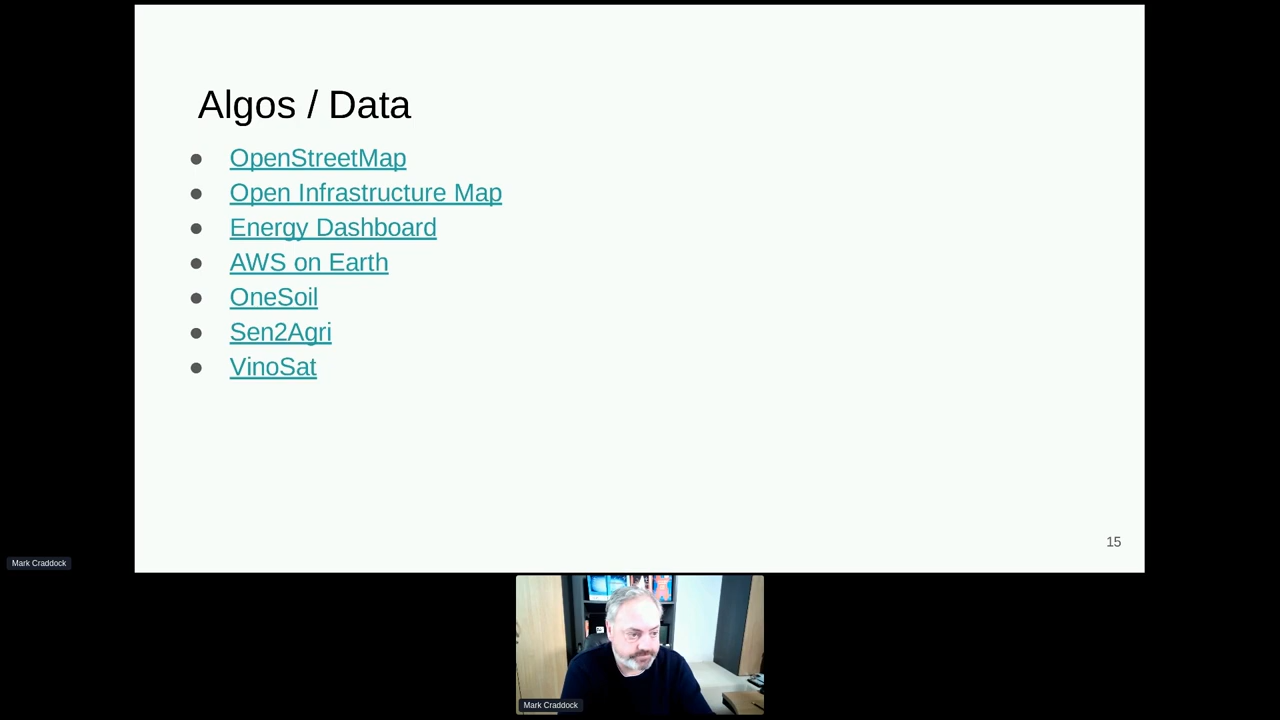 Algos / Data
● OpenStreetMap
● Open Infrastructure Map
● Energy Dashboard
● AWS on Earth
● OneSoil
● Sen2Agri
● VinoSat
15
Mark Craddock
Mark Craddock